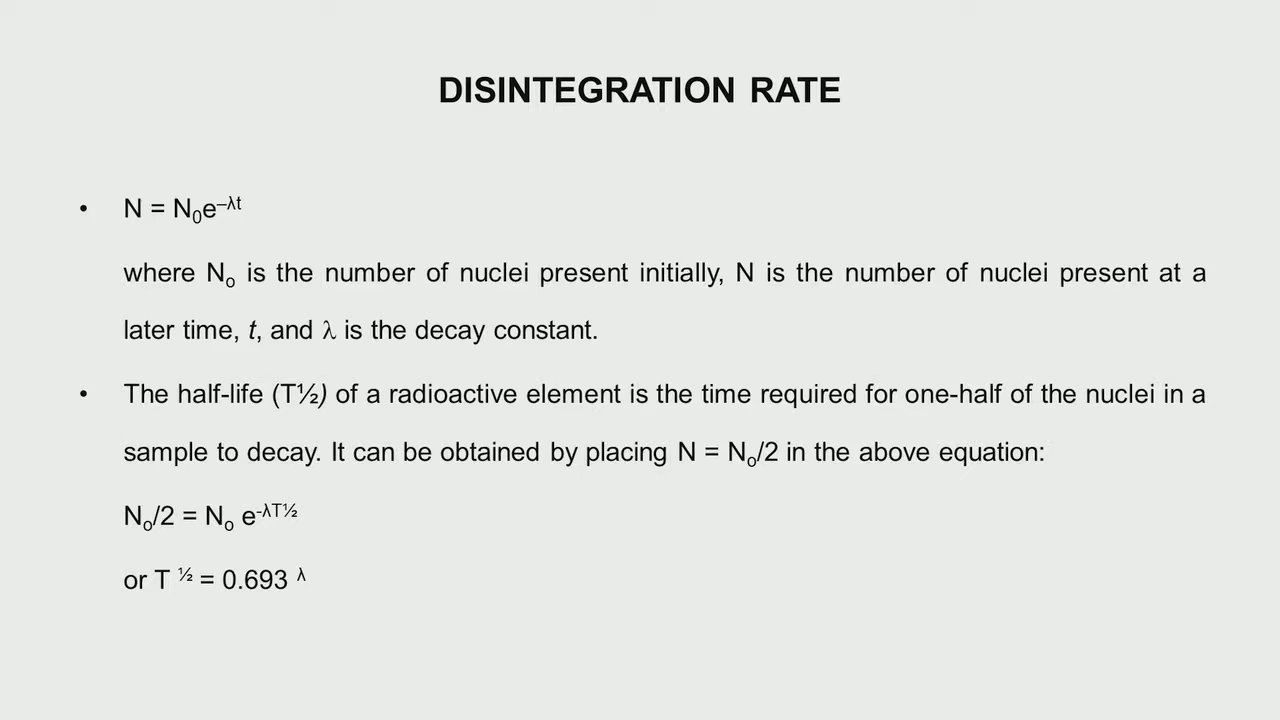 DISINTEGRATION RATE
• N = N₀e⁻λt
where Nₒ is the number of nuclei present initially, N is the number of nuclei present at a
later time, t, and λ is the decay constant.
• The half-life (T½) of a radioactive element is the time required for one-half of the nuclei in a
sample to decay. It can be obtained by placing N = Nₒ/2 in the above equation:
Nₒ/2 = Nₒ e-λT½
or T ½ = 0.693 λ